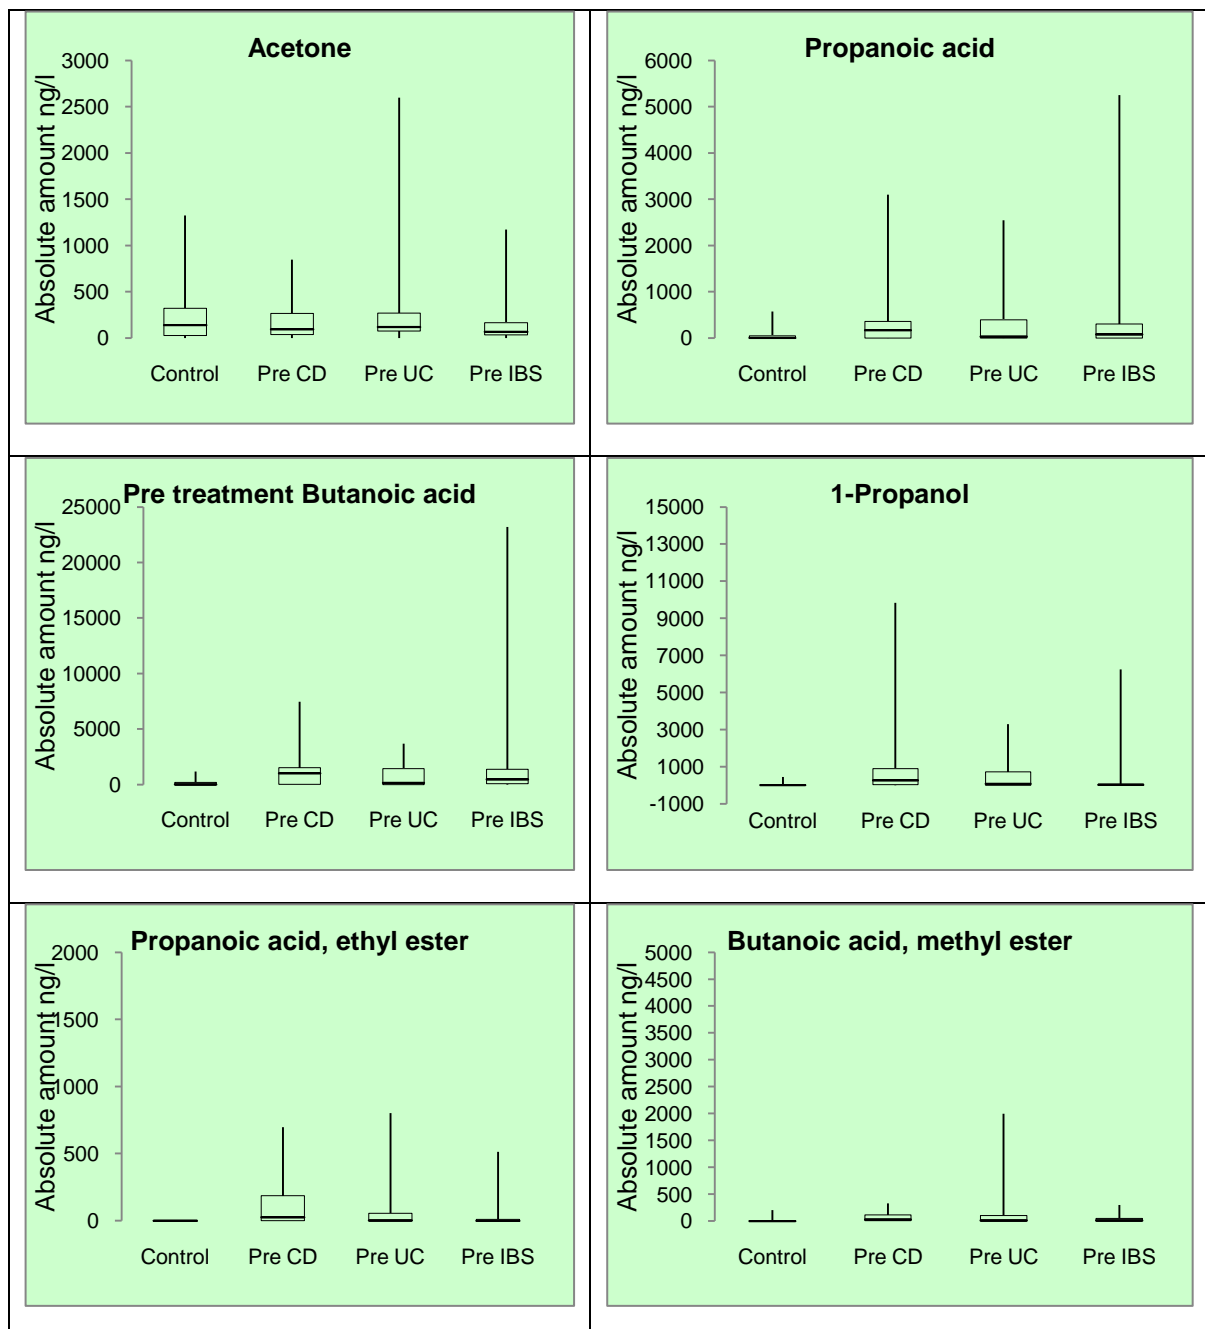 Acetone
Absolute amount ng/l
3000
2500
2000
1500
1000
500
0
Control Pre CD Pre UC Pre IBS
Propanoic acid
Absolute amount ng/l
6000
5000
4000
3000
2000
1000
0
Control Pre CD Pre UC Pre IBS
Pre treatment Butanoic acid
Absolute amount ng/l
25000
20000
15000
10000
5000
0
Control Pre CD Pre UC Pre IBS
1-Propanol
Absolute amount ng/l
15000
13000
11000
9000
7000
5000
3000
1000
-1000
Control Pre CD Pre UC Pre IBS
Propanoic acid, ethyl ester
Absolute amount ng/l
2000
1500
1000
500
0
Control Pre CD Pre UC Pre IBS
Butanoic acid, methyl ester
Absolute amount ng/l
5000
4500
4000
3500
3000
2500
2000
1500
1000
500
0
Control Pre CD Pre UC Pre IBS